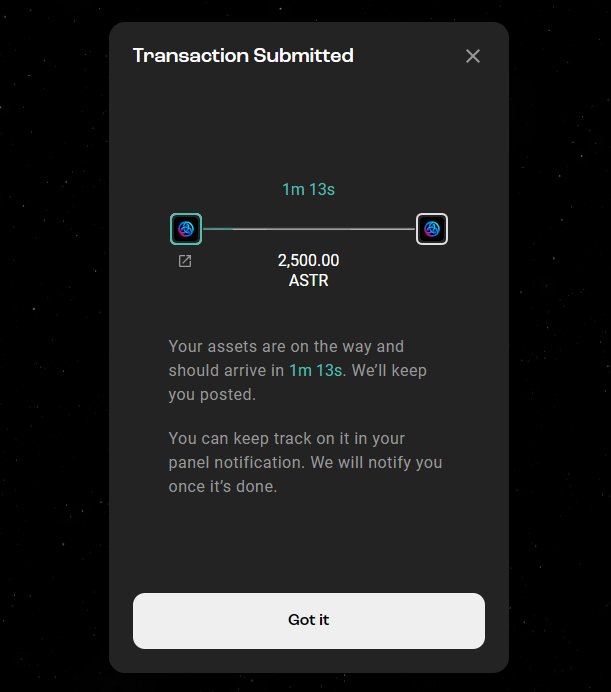 Transaction Submitted
1m 13s
2,500.00
ASTR
Your assets are on the way and
should arrive in 1m 13s. We’ll keep
you posted.
You can keep track on it in your
panel notification. We will notify you
once it’s done.
Got it